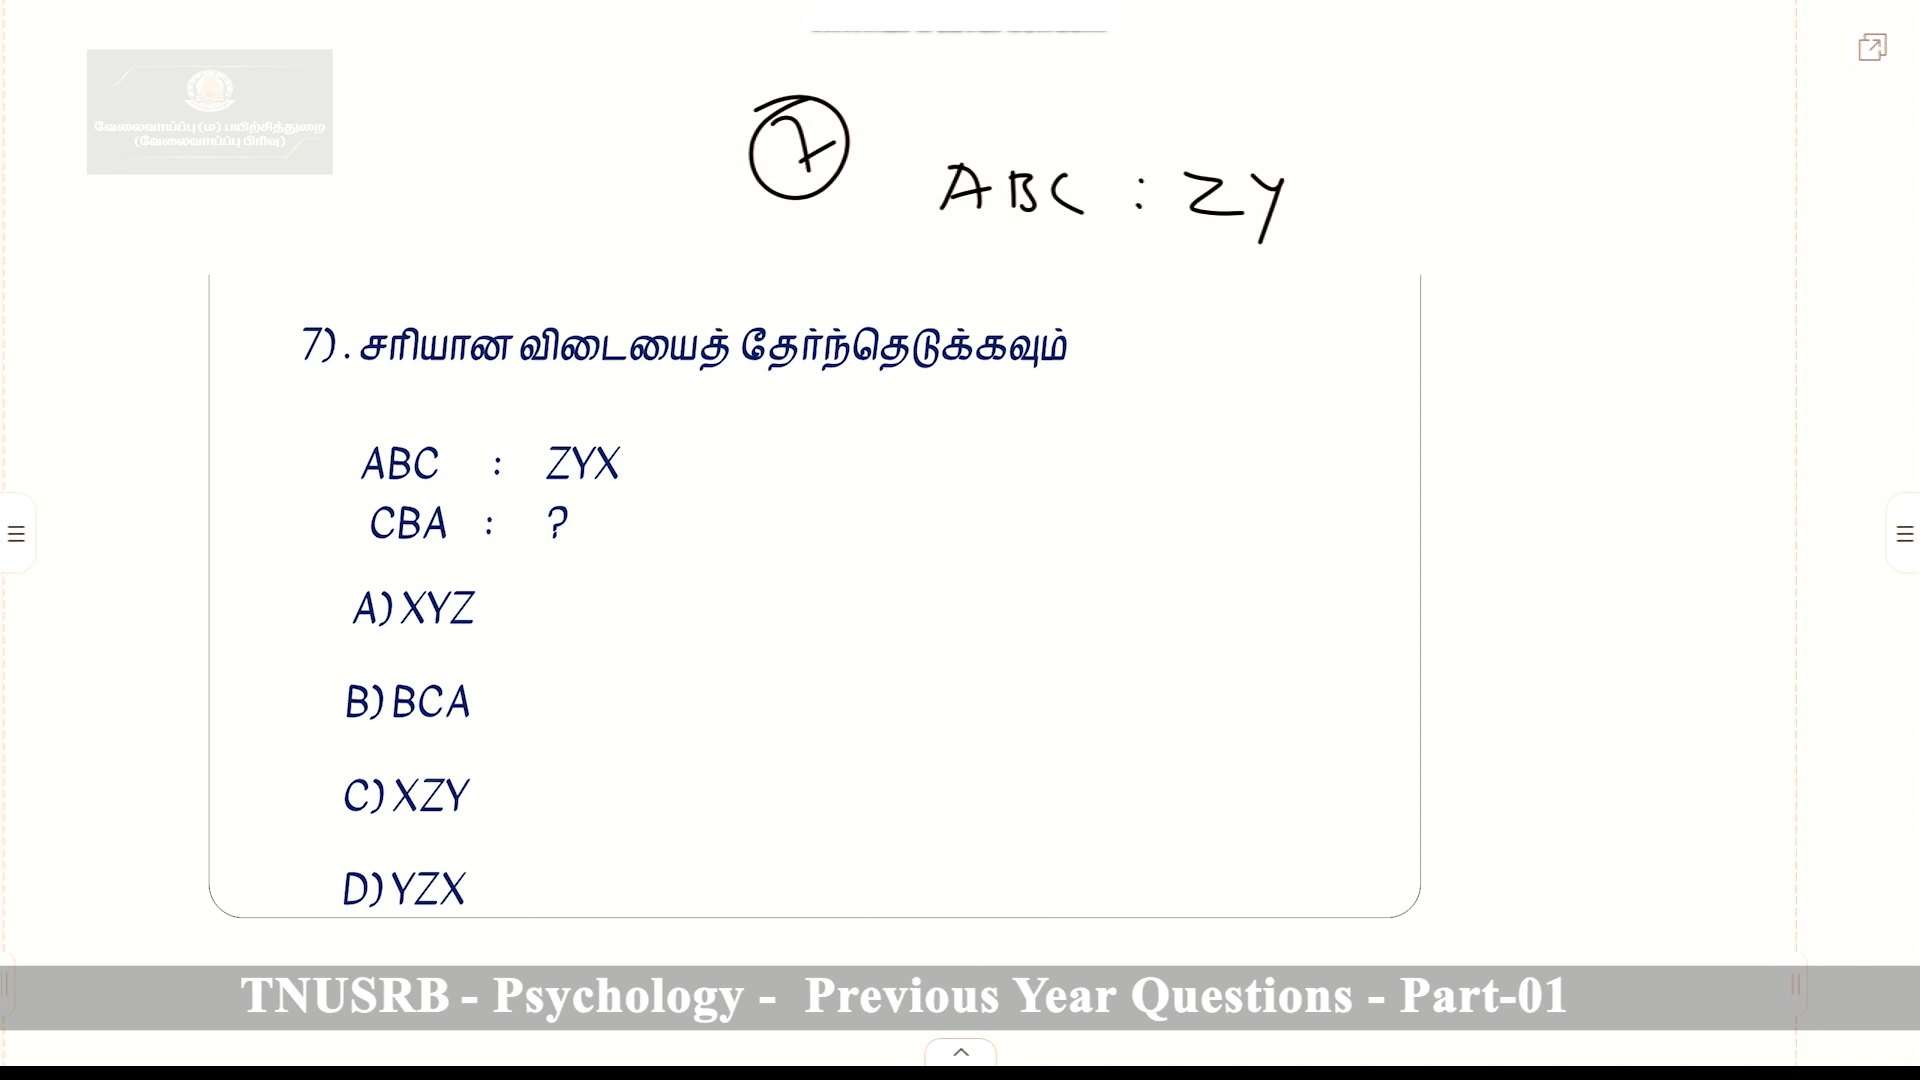 வேலைவாய்ப்பு (ம) பயிற்சித்துறை
(வேலைவாய்ப்பு பிரிவு)
7
ABC : ZY
7). சரியான விடையைத் தேர்ந்தெடுக்கவும்
ABC : ZYX
CBA : ?
A) XYZ
B) BCA
C) XZY
D) YZX
TNUSRB - Psychology - Previous Year Questions - Part-01